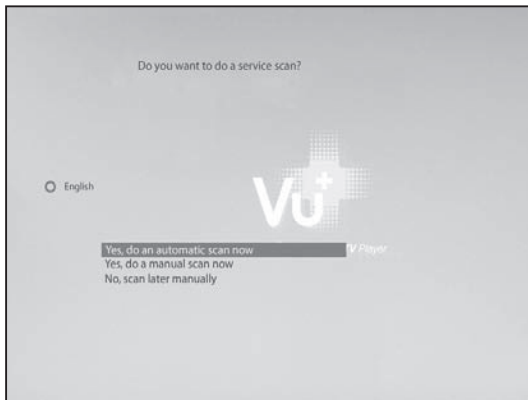 Do you want to do a service scan?
English
Vu+
Yes, do an automatic scan now
TV Player
Yes, do a manual scan now
No, scan later manually